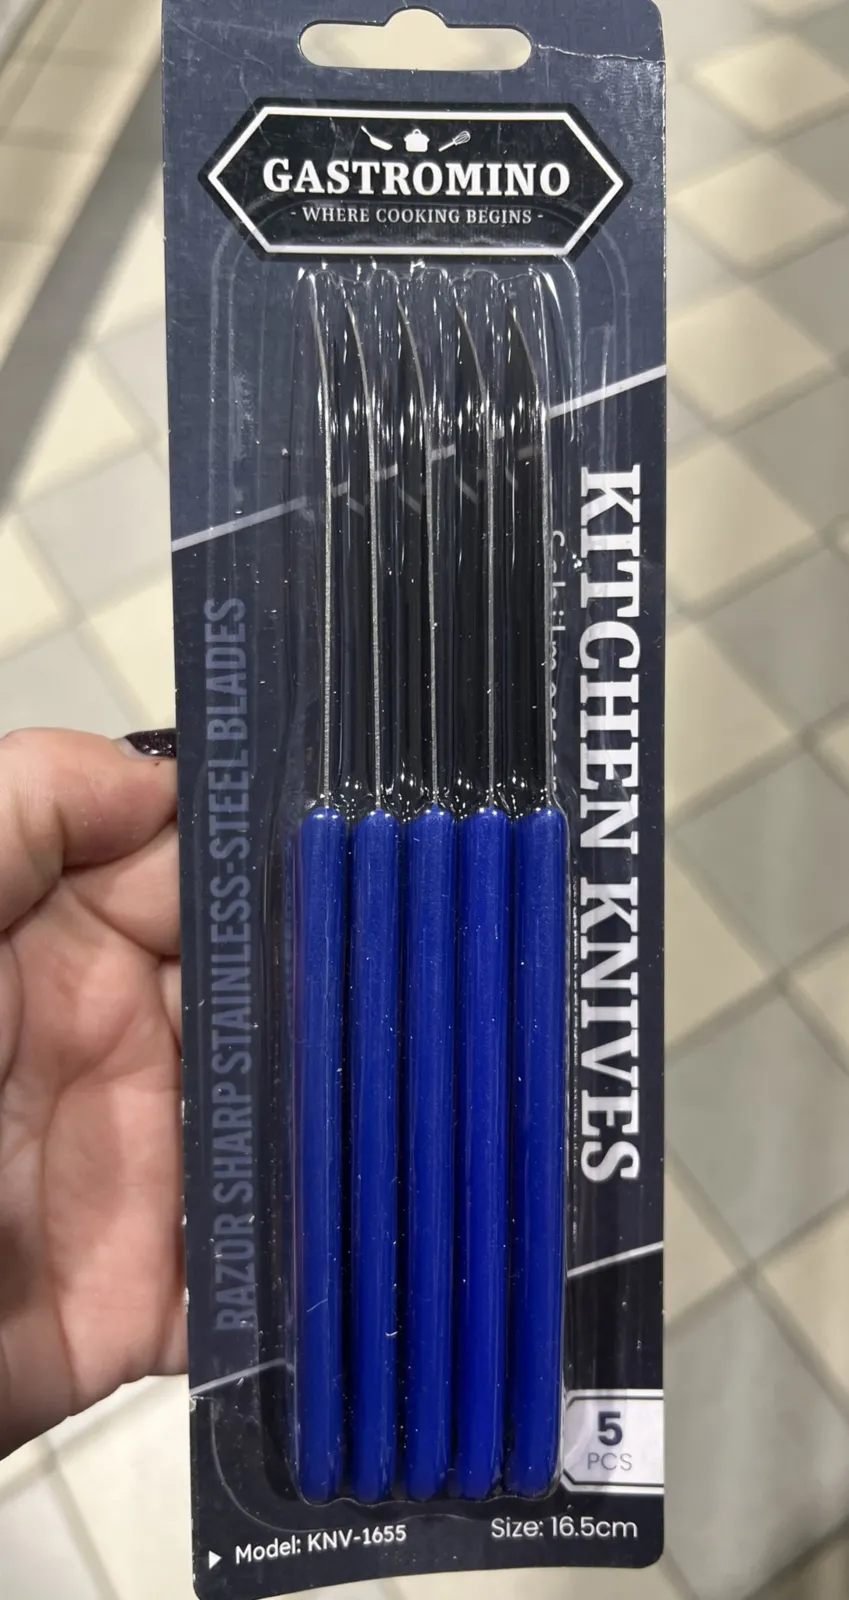 GASTROMINO
- WHERE COOKING BEGINS -
KITCHEN KNIVES
RAZOR SHARP STAINLESS-STEEL BLADES
5
PCS
Model: KNV-1655
Size: 16.5cm